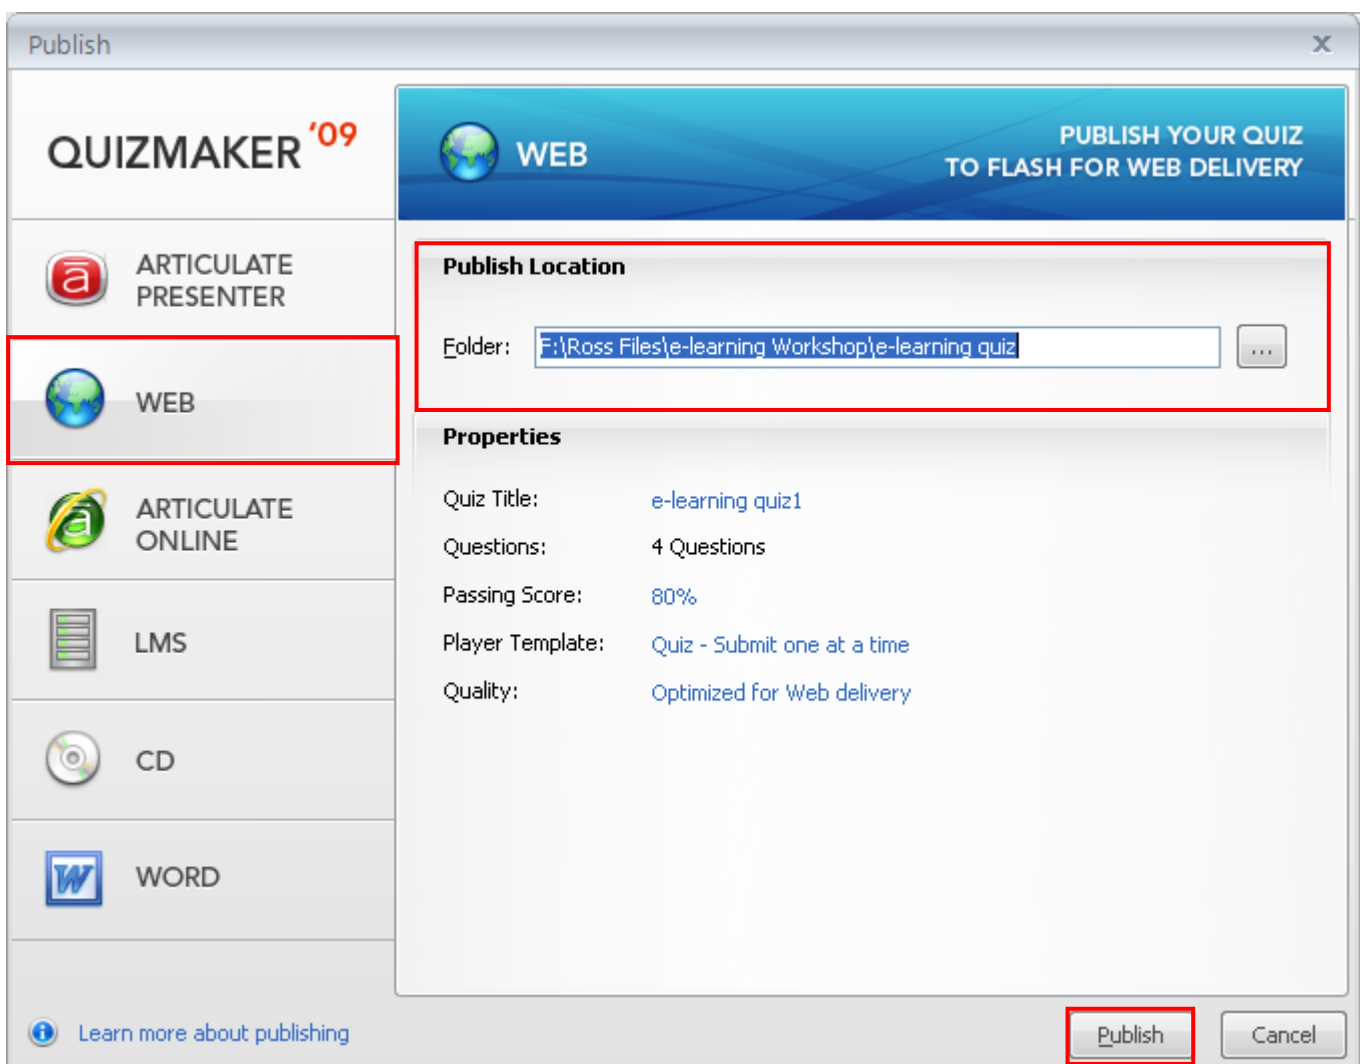 Publish
x
QUIZMAKER '09
WEB
PUBLISH YOUR QUIZ
TO FLASH FOR WEB DELIVERY
ARTICULATE
PRESENTER
WEB
ARTICULATE
ONLINE
LMS
CD
WORD
Publish Location
Folder: F:\Ross Files\e-learning Workshop\e-learning quiz ...
Properties
Quiz Title: e-learning quiz1
Questions: 4 Questions
Passing Score: 80%
Player Template: Quiz - Submit one at a time
Quality: Optimized for Web delivery
Learn more about publishing
Publish Cancel